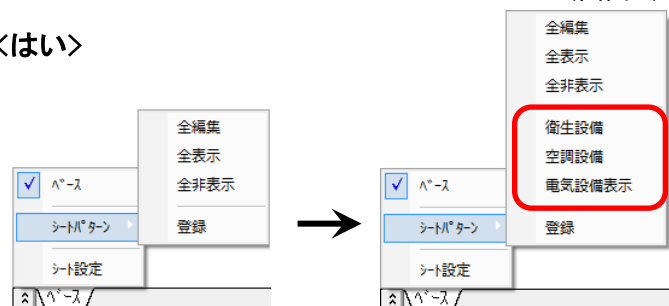 <はい>
全編集
全表示
全非表示
登録
ﾍﾞｰｽ
ｼｰﾄﾊﾟﾀｰﾝ
ｼｰﾄ設定
ﾍﾞｰｽ
全編集
全表示
全非表示
衛生設備
空調設備
電気設備表示
登録
ﾍﾞｰｽ
ｼｰﾄﾊﾟﾀｰﾝ
ｼｰﾄ設定
ﾍﾞｰｽ